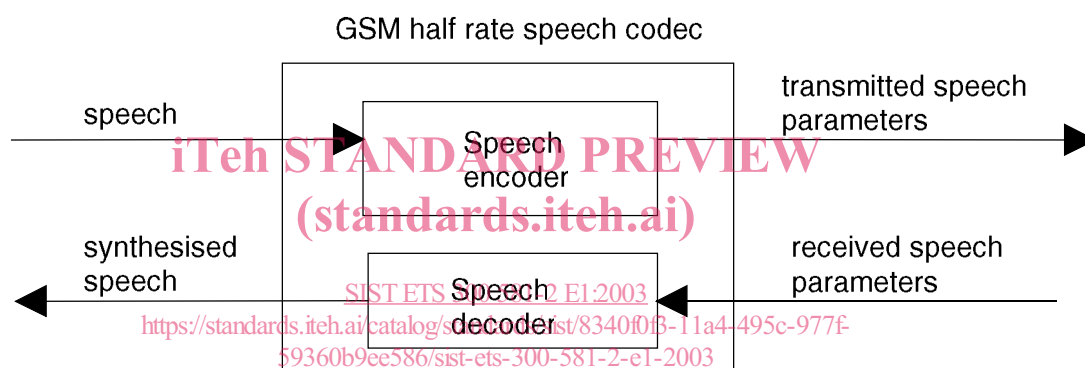 GSM half rate speech codec
speech
transmitted speech
parameters
Speech
encoder
iTeh STANDARD PREVIEW
(standards.iteh.ai)
synthesised
speech
received speech
parameters
Speech
decoder
SIST ETS 300 581-2 E1:2003
https://standards.iteh.ai/catalog/standards/sist/8340f0f3-11a4-495c-977f-
59360b9ee586/sist-ets-300-581-2-e1-2003